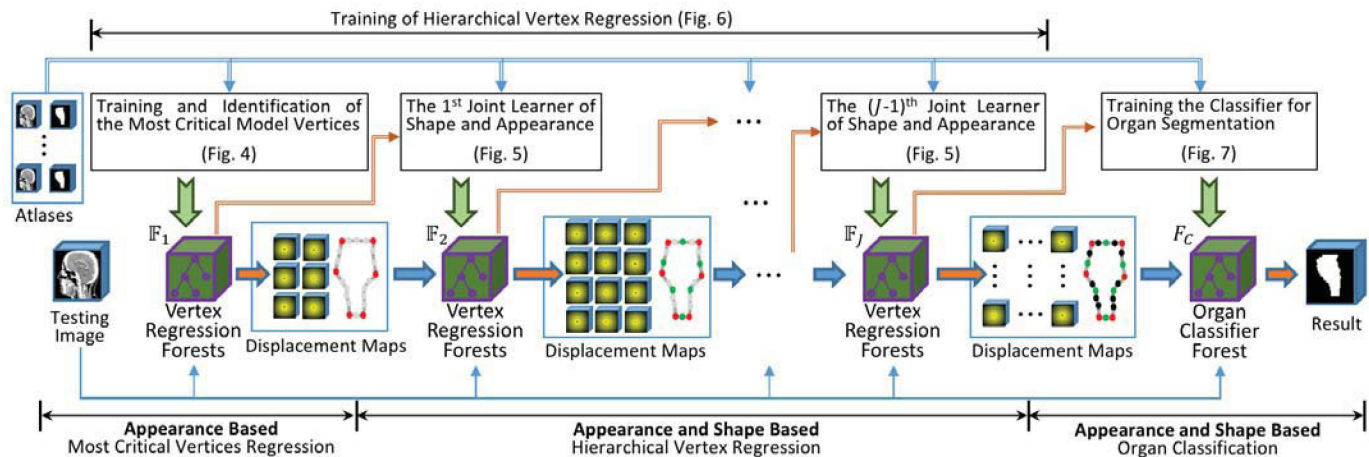 Training of Hierarchical Vertex Regression (Fig. 6)
Training and Identification of
the Most Critical Model Vertices
(Fig. 4)
The 1st Joint Learner of
Shape and Appearance
(Fig. 5)
...
The (J-1)th Joint Learner
of Shape and Appearance
(Fig. 5)
Training the Classifier for
Organ Segmentation
(Fig. 7)
Atlases
𝔽1
𝔽2
...
𝔽J
FC
Testing
Image
Vertex
Regression
Forests
Displacement Maps
Vertex
Regression
Forests
Displacement Maps
...
Vertex
Regression
Forests
Displacement Maps
Organ
Classifier
Forest
Result
Appearance Based
Most Critical Vertices Regression
Appearance and Shape Based
Hierarchical Vertex Regression
Appearance and Shape Based
Organ Classification